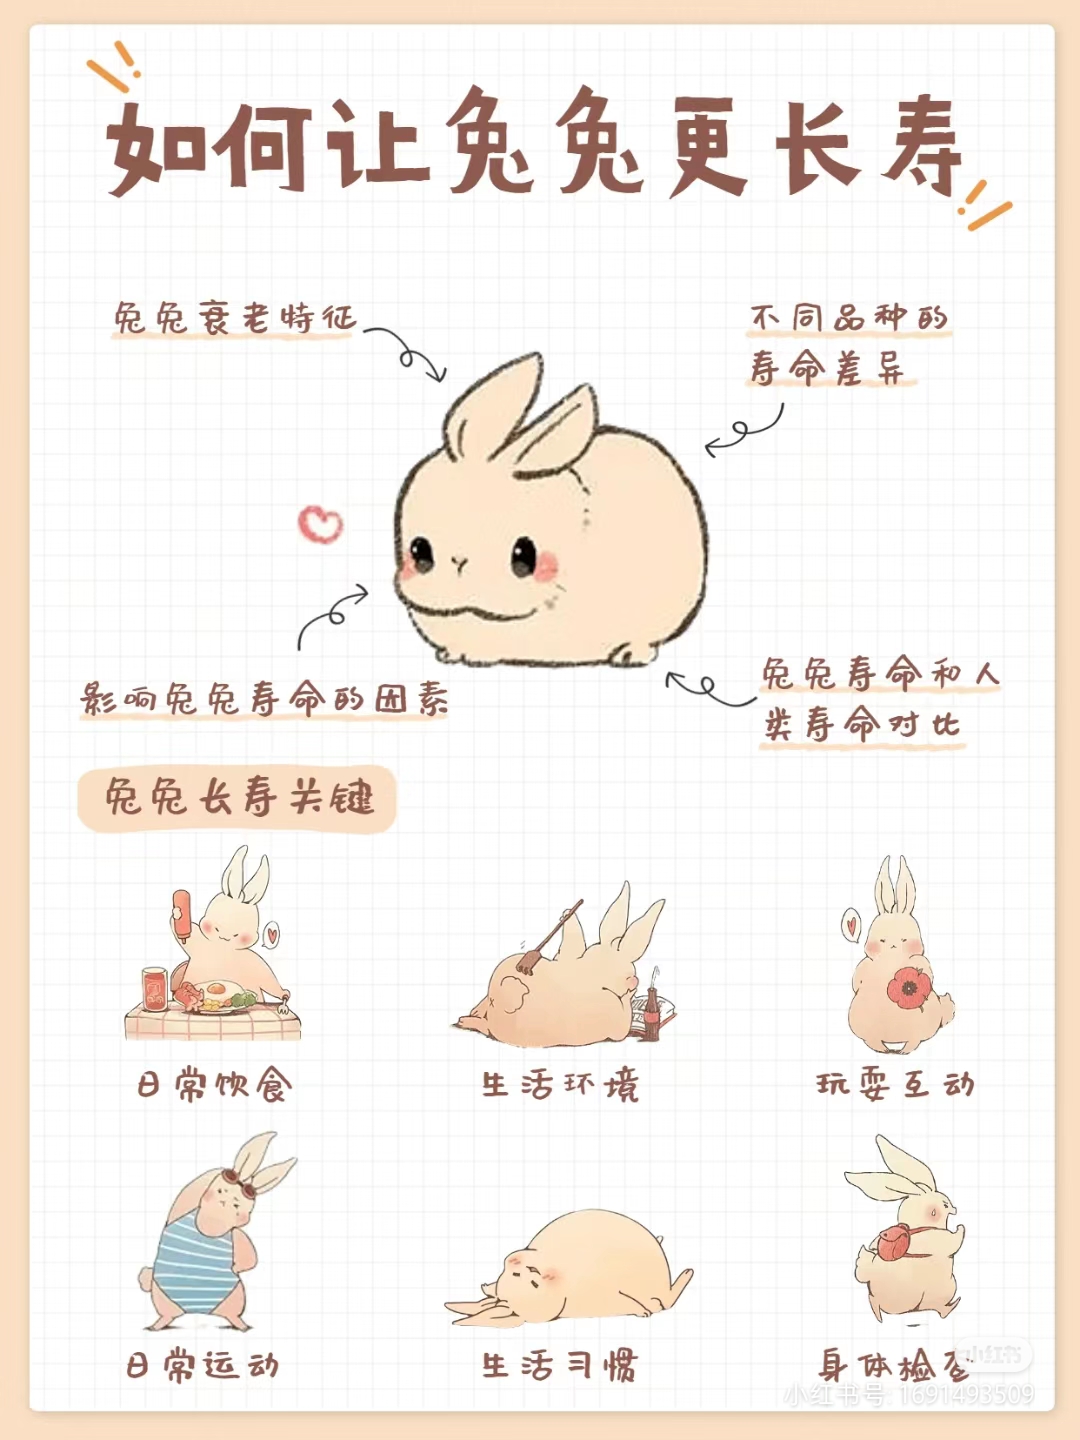 如何让兔兔更长寿
兔兔衰老特征
不同品种的
寿命差异
影响兔兔寿命的因素
兔兔寿命和人
类寿命对比
兔兔长寿关键
日常饮食
生活环境
玩耍互动
日常运动
生活习惯
身体检查
小红书
小红书号: 1691493509